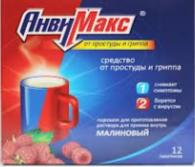 АнвиМакс
от простуды и гриппа
средство
от простуды и гриппа
1 снижает
симптомы
2 борется
с вирусом
порошок для приготовления
раствора для приема внутрь
МАЛИНОВЫЙ
12
пакетиков